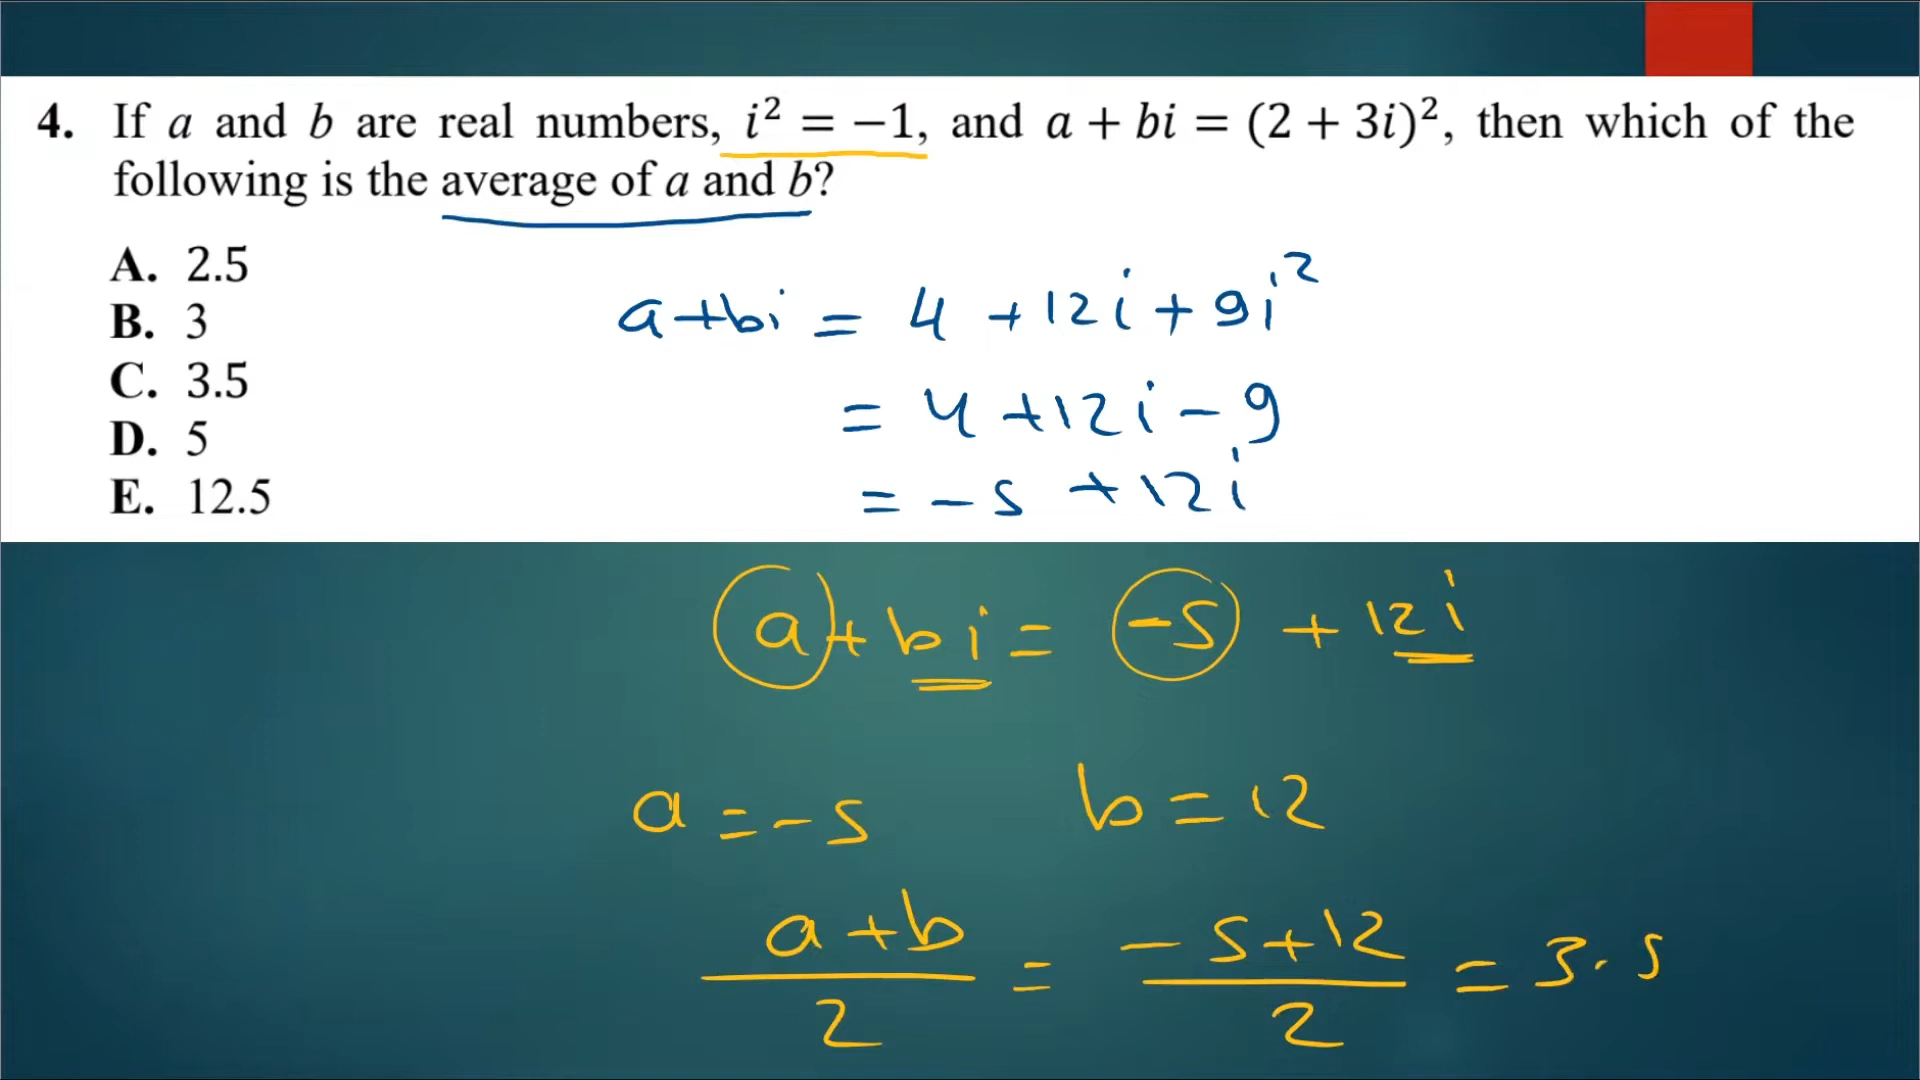 4. If a and b are real numbers, i² = −1, and a + bi = (2 + 3i)², then which of the
following is the average of a and b?
A. 2.5
B. 3
C. 3.5
D. 5
E. 12.5
a+bi = 4 +12i + 9i²
= 4 +12i − 9
= −5 +12i
a + bi = −5 + 12i
a = −5 b = 12
(a+b)/2 = (−5+12)/2 = 3.5